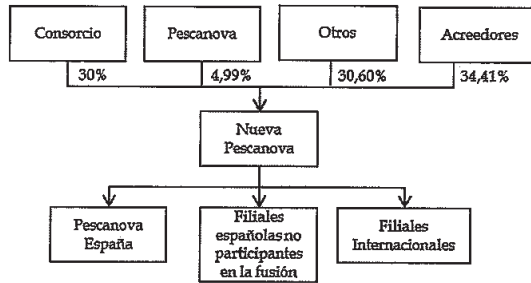 Consorcio
Pescanova
Otros
Acreedores
30%
4,99%
30,60%
34,41%
Nueva
Pescanova
Pescanova
España
Filiales
españolas no
participantes
en la fusión
Filiales
Internacionales